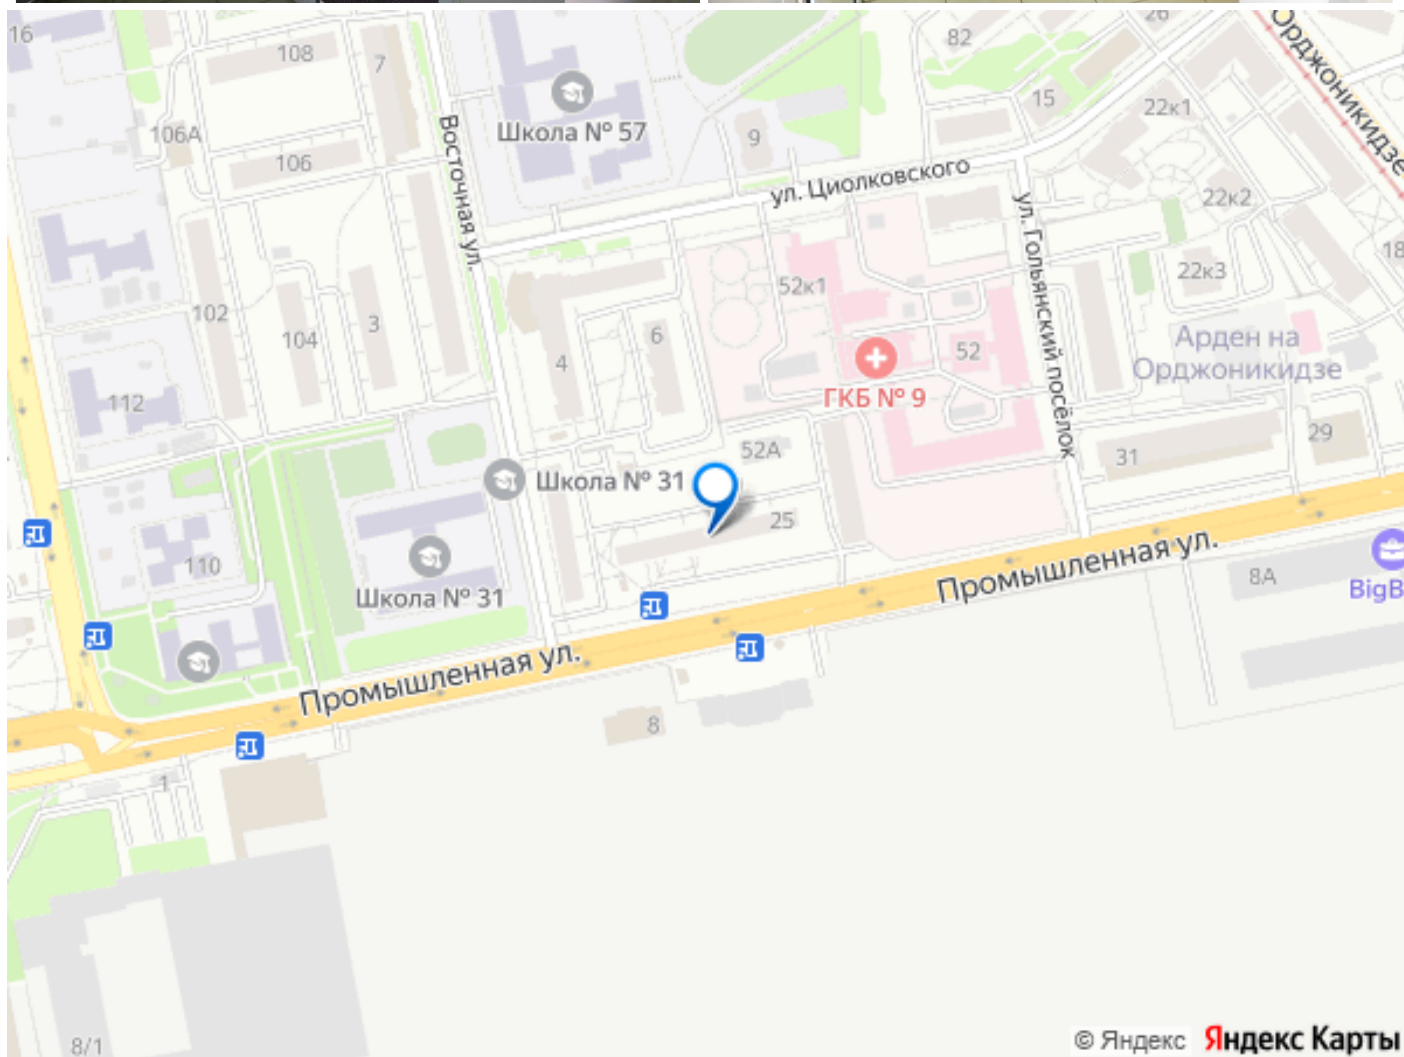 16
108
7
82
26
Орджоникидзе
15
22к1
Школа № 57
106А
Восточная ул.
9
106
ул. Циолковского
22к2
ул. Гольянский посёлок
18
22к3
52к1
102
3
104
6
4
52
Арден на
Орджоникидзе
ГКБ № 9
112
52А
31
29
Школа № 31
25
Промышленная ул.
8А
BigB
110
Школа № 31
Промышленная ул.
8
1
8/1
© Яндекс Яндекс Карты